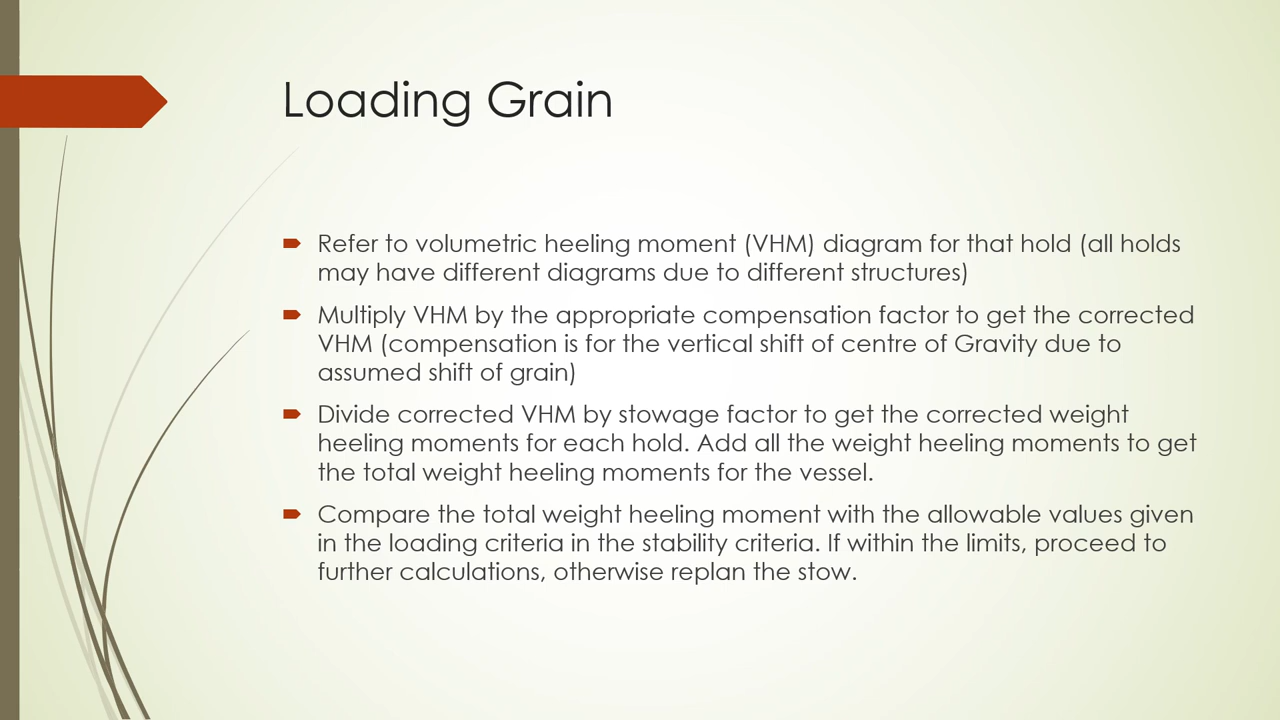 Loading Grain
Refer to volumetric heeling moment (VHM) diagram for that hold (all holds
may have different diagrams due to different structures)
Multiply VHM by the appropriate compensation factor to get the corrected
VHM (compensation is for the vertical shift of centre of Gravity due to
assumed shift of grain)
Divide corrected VHM by stowage factor to get the corrected weight
heeling moments for each hold. Add all the weight heeling moments to get
the total weight heeling moments for the vessel.
Compare the total weight heeling moment with the allowable values given
in the loading criteria in the stability criteria. If within the limits, proceed to
further calculations, otherwise replan the stow.